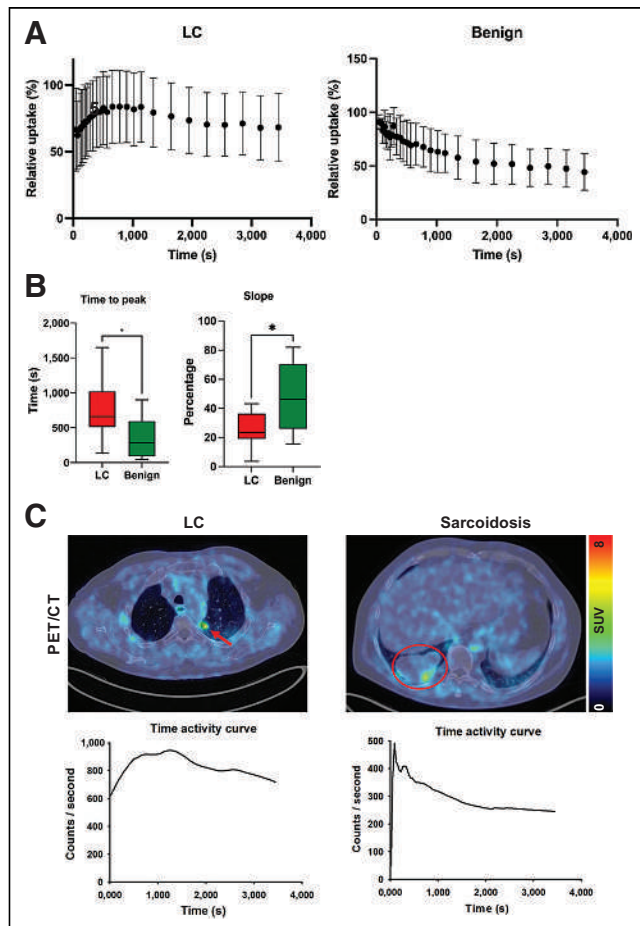 A
LC
Benign
Relative uptake (%)
100
50
0
0
1,000
2,000
3,000
4,000
Time (s)
Relative uptake (%)
150
100
50
0
0
1,000
2,000
3,000
4,000
Time (s)
B
Time to peak
Slope
Time (s)
2,000
1,500
1,000
500
0
LC
Benign
Percentage
100
80
60
40
20
0
*
LC
Benign
C
LC
Sarcoidosis
PET/CT
8
SUV
0
Time activity curve
Counts / second
1,000
800
600
400
200
0
0,000
1,000
2,000
3,000
4,000
Time (s)
Time activity curve
Counts / second
500
400
300
200
100
0
0,000
1,000
2,000
3,000
4,000
Time (s)